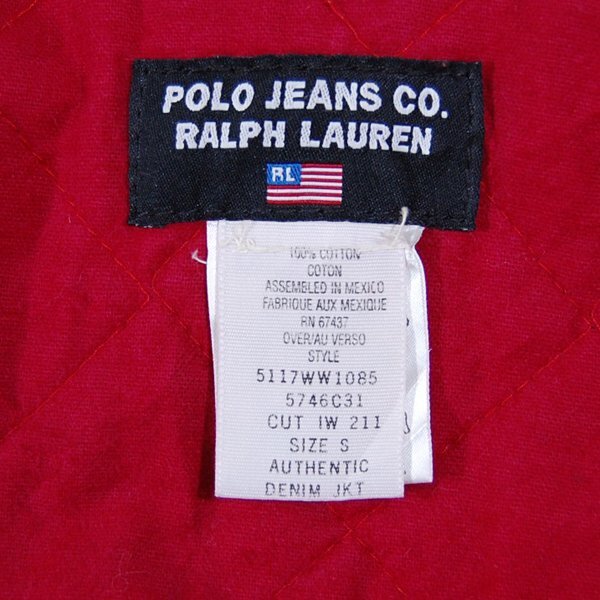 POLO JEANS CO.
RALPH LAUREN
RL
100% COTTON
COTON
ASSEMBLED IN MEXICO
FABRIQUE AUX MEXIQUE
RN 67437
OVER/AU VERSO
STYLE
5117WW1085
5746C31
CUT IW 211
SIZE S
AUTHENTIC
DENIM JKT